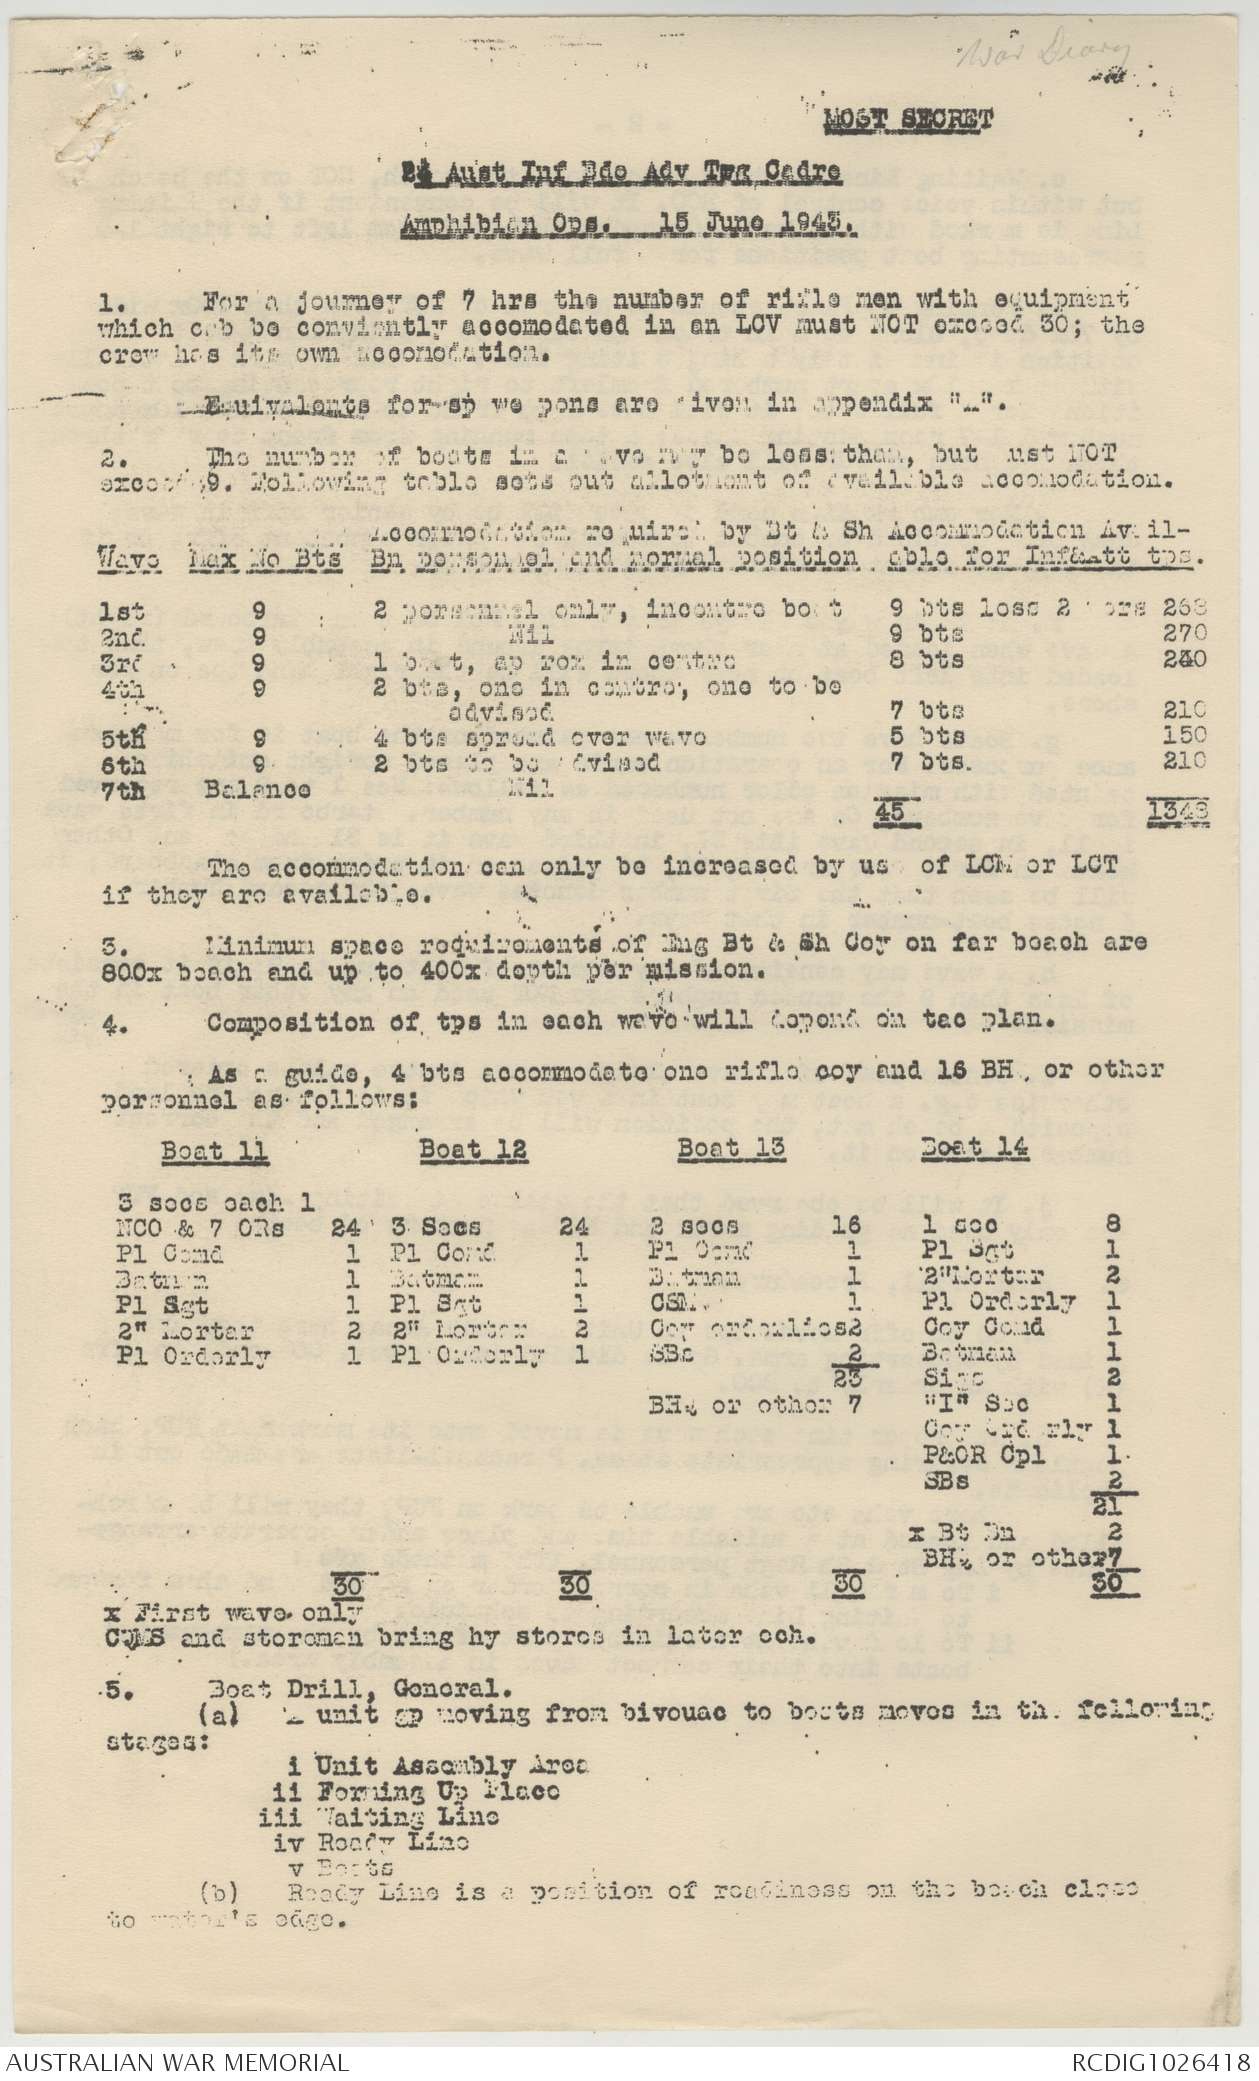 War Diary
MOST SECRET
24 Aust Inf Bde Adv Tng Cadre
Amphibian Ops. 15 June 1943.
1. For a journey of 7 hrs the number of rifle men with equipment
which cab be conviently accomodated in an LCV must NOT exceed 30; the
crew has its own accomodation.
Equivalents for sp weapons are given in appendix "A".
2. The number of boats in a wave may be less than, but must NOT
exceed 9. Following table sets out allotment of available accomodation.
Accommodation required by Bt & Sh Accommodation Avail-
Wave Max No Bts Bn personnel and normal position able for Inf&Att tps.
1st 9 2 personnel only, incentre boat 9 bts less 2 pers 268
2nd 9 Nil 9 bts 270
3rd 9 1 boat, approx in centre 8 bts 240
4th 9 2 bts, one in centre, one to be
advised 7 bts 210
5th 9 4 bts spread over wave 5 bts 150
6th 9 2 bts to be advised 7 bts. 210
7th Balance Nil
45 1348
The accommodation can only be increased by use of LCM or LCT
if they are available.
3. Minimum space requirements of Eng Bt & Sh Coy on far beach are
800x beach and up to 400x depth per mission.
4. Composition of tps in each wave will depend on tac plan.
As a guide, 4 bts accommodate one rifle coy and 16 BHQ or other
personnel as follows:
Boat 11 Boat 12 Boat 13 Boat 14
3 secs each 1
NCO & 7 ORs 24 3 Secs 24 2 secs 16 1 sec 8
Pl Comd 1 Pl Comd 1 Pl Comd 1 Pl Sgt 1
Batman 1 Batman 1 Batman 1 2"Mortar 2
Pl Sgt 1 Pl Sgt 1 CSM 1 Pl Orderly 1
2" Mortar 2 2" Mortar 2 Coy orderlies2 Coy Comd 1
Pl Orderly 1 Pl Orderly 1 SBs 2 Batman 1
23 Sigs 2
BHQ or other 7 "I" Sec 1
Coy Orderly 1
P&OR Cpl 1
SBs 2
21
x Bt Bn 2
BHQ or other 7
30 30 30 30
x First wave only
CQMS and storeman bring hy stores in later ech.
5. Boat Drill, General.
(a) A unit gp moving from bivouac to boats moves in the following
stages:
i Unit Assembly Area
ii Forming Up Place
iii Waiting Line
iv Ready Line
v Boats
(b) Ready Line is a position of readiness on the beach close
to water's edge.
AUSTRALIAN WAR MEMORIAL RCDIG1026418